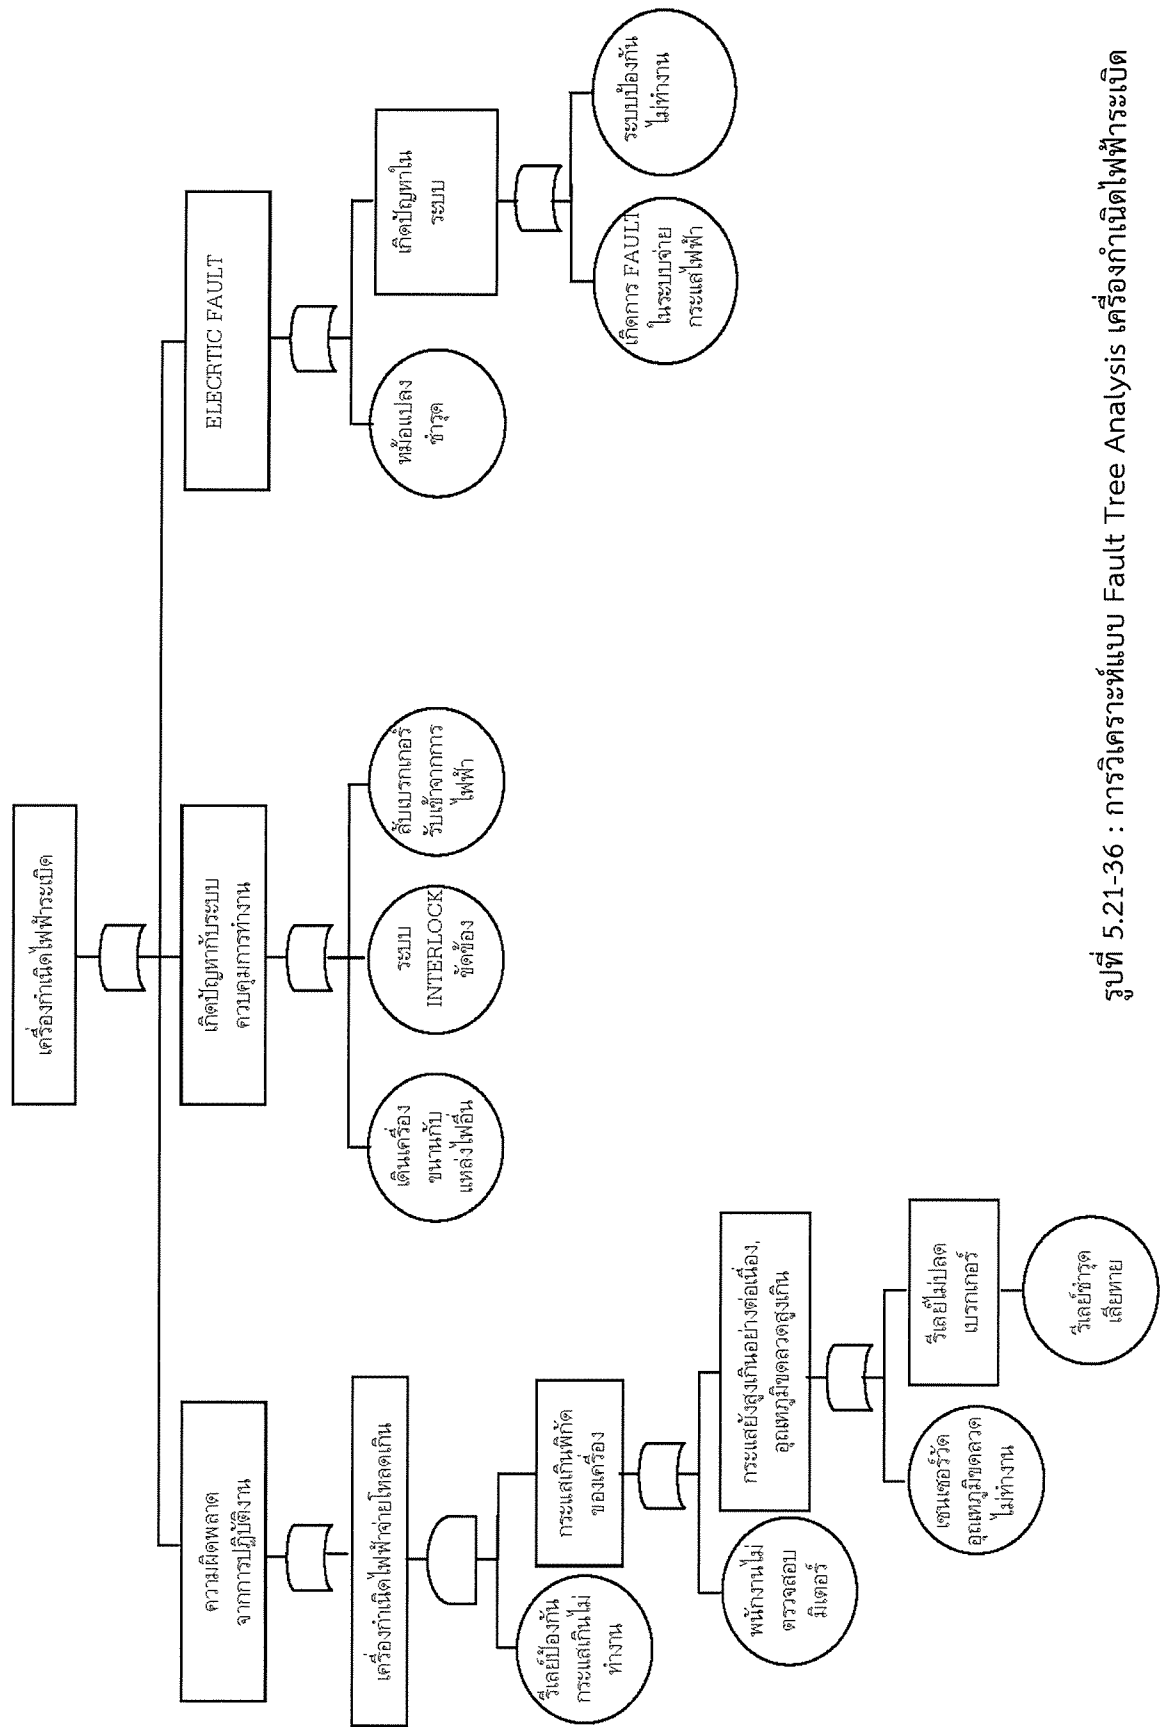 เครื่องกำเนิดไฟฟ้าระเบิด
ความผิดพลาด
จากการปฏิบัติงาน
เกิดปัญหากับระบบ
ควบคุมการทำงาน
ELECRTIC FAULT
เครื่องกำเนิดไฟฟ้าจ่ายโหลดเกิน
เดินเครื่อง
ขนานกับ
แหล่งไฟอื่น
ระบบ
INTERLOCK
ขัดข้อง
สับเบรกเกอร์
รับเข้าจากการ
ไฟฟ้า
หม้อแปลง
ชำรุด
เกิดปัญหาใน
ระบบ
รีเลย์ป้องกัน
กระแสเกินไม่
ทำงาน
กระแสเกินพิกัด
ของเครื่อง
เกิดการ FAULT
ในระบบจ่าย
กระแสไฟฟ้า
ระบบป้องกัน
ไม่ทำงาน
พนักงานไม่
ตรวจสอบ
มิเตอร์
กระแสยังสูงเกินอย่างต่อเนื่อง,
อุณหภูมิขดลวดสูงเกิน
เซนเซอร์วัด
อุณหภูมิขดลวด
ไม่ทำงาน
รีเลย์ไม่ปลด
เบรกเกอร์
รีเลย์ชำรุด
เสียหาย
รูปที่ 5.21-36 : การวิเคราะห์แบบ Fault Tree Analysis เครื่องกำเนิดไฟฟ้าระเบิด